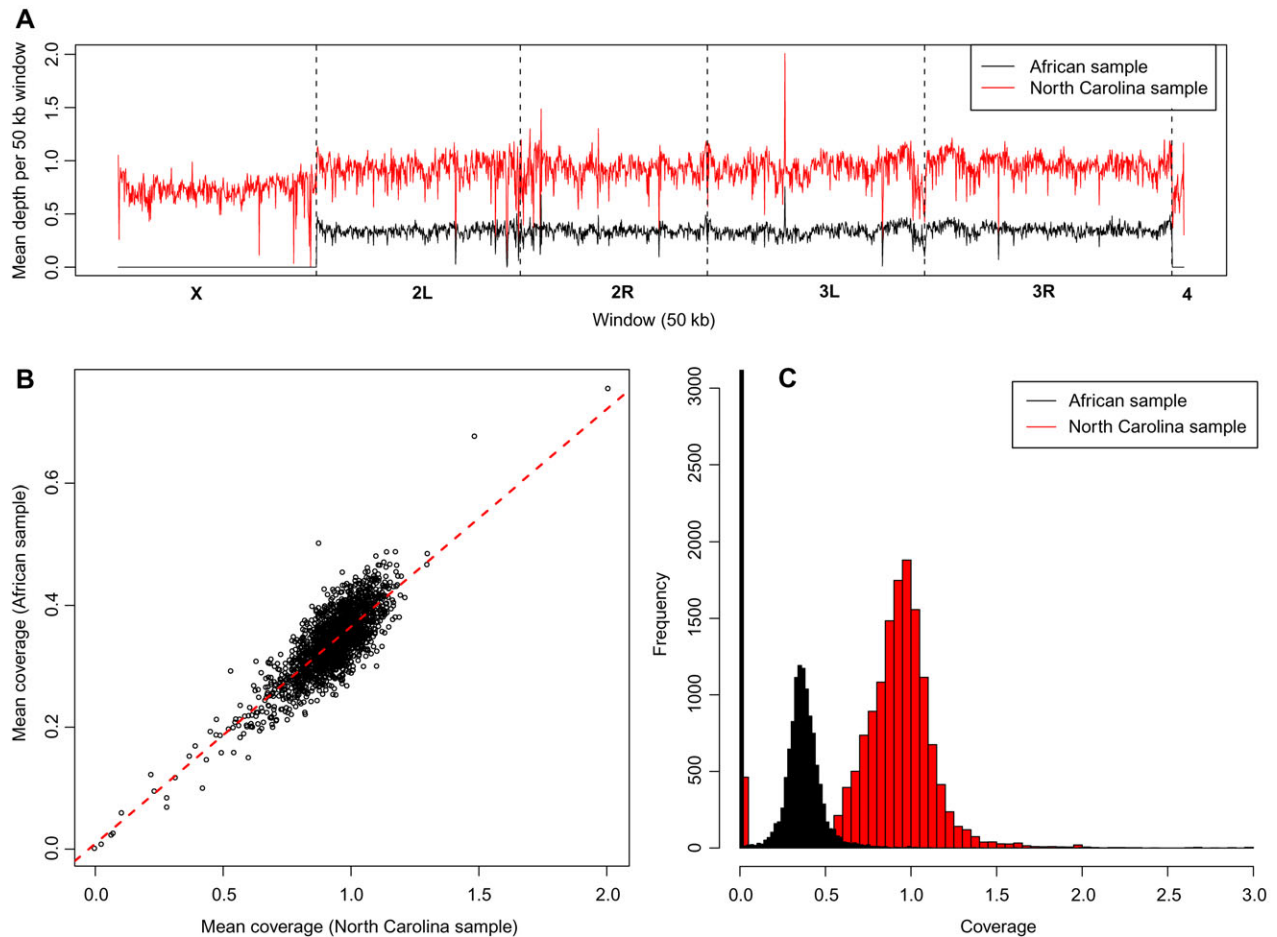 A
Mean depth per 50 kb window
2.0
1.5
1.0
0.5
0.0
African sample
North Carolina sample
X 2L 2R 3L 3R 4
Window (50 kb)
B
Mean coverage (African sample)
0.6
0.4
0.2
0.0
0.0 0.5 1.0 1.5 2.0
Mean coverage (North Carolina sample)
C
African sample
North Carolina sample
Frequency
3000
2500
2000
1500
1000
500
0
0.0 0.5 1.0 1.5 2.0 2.5 3.0
Coverage